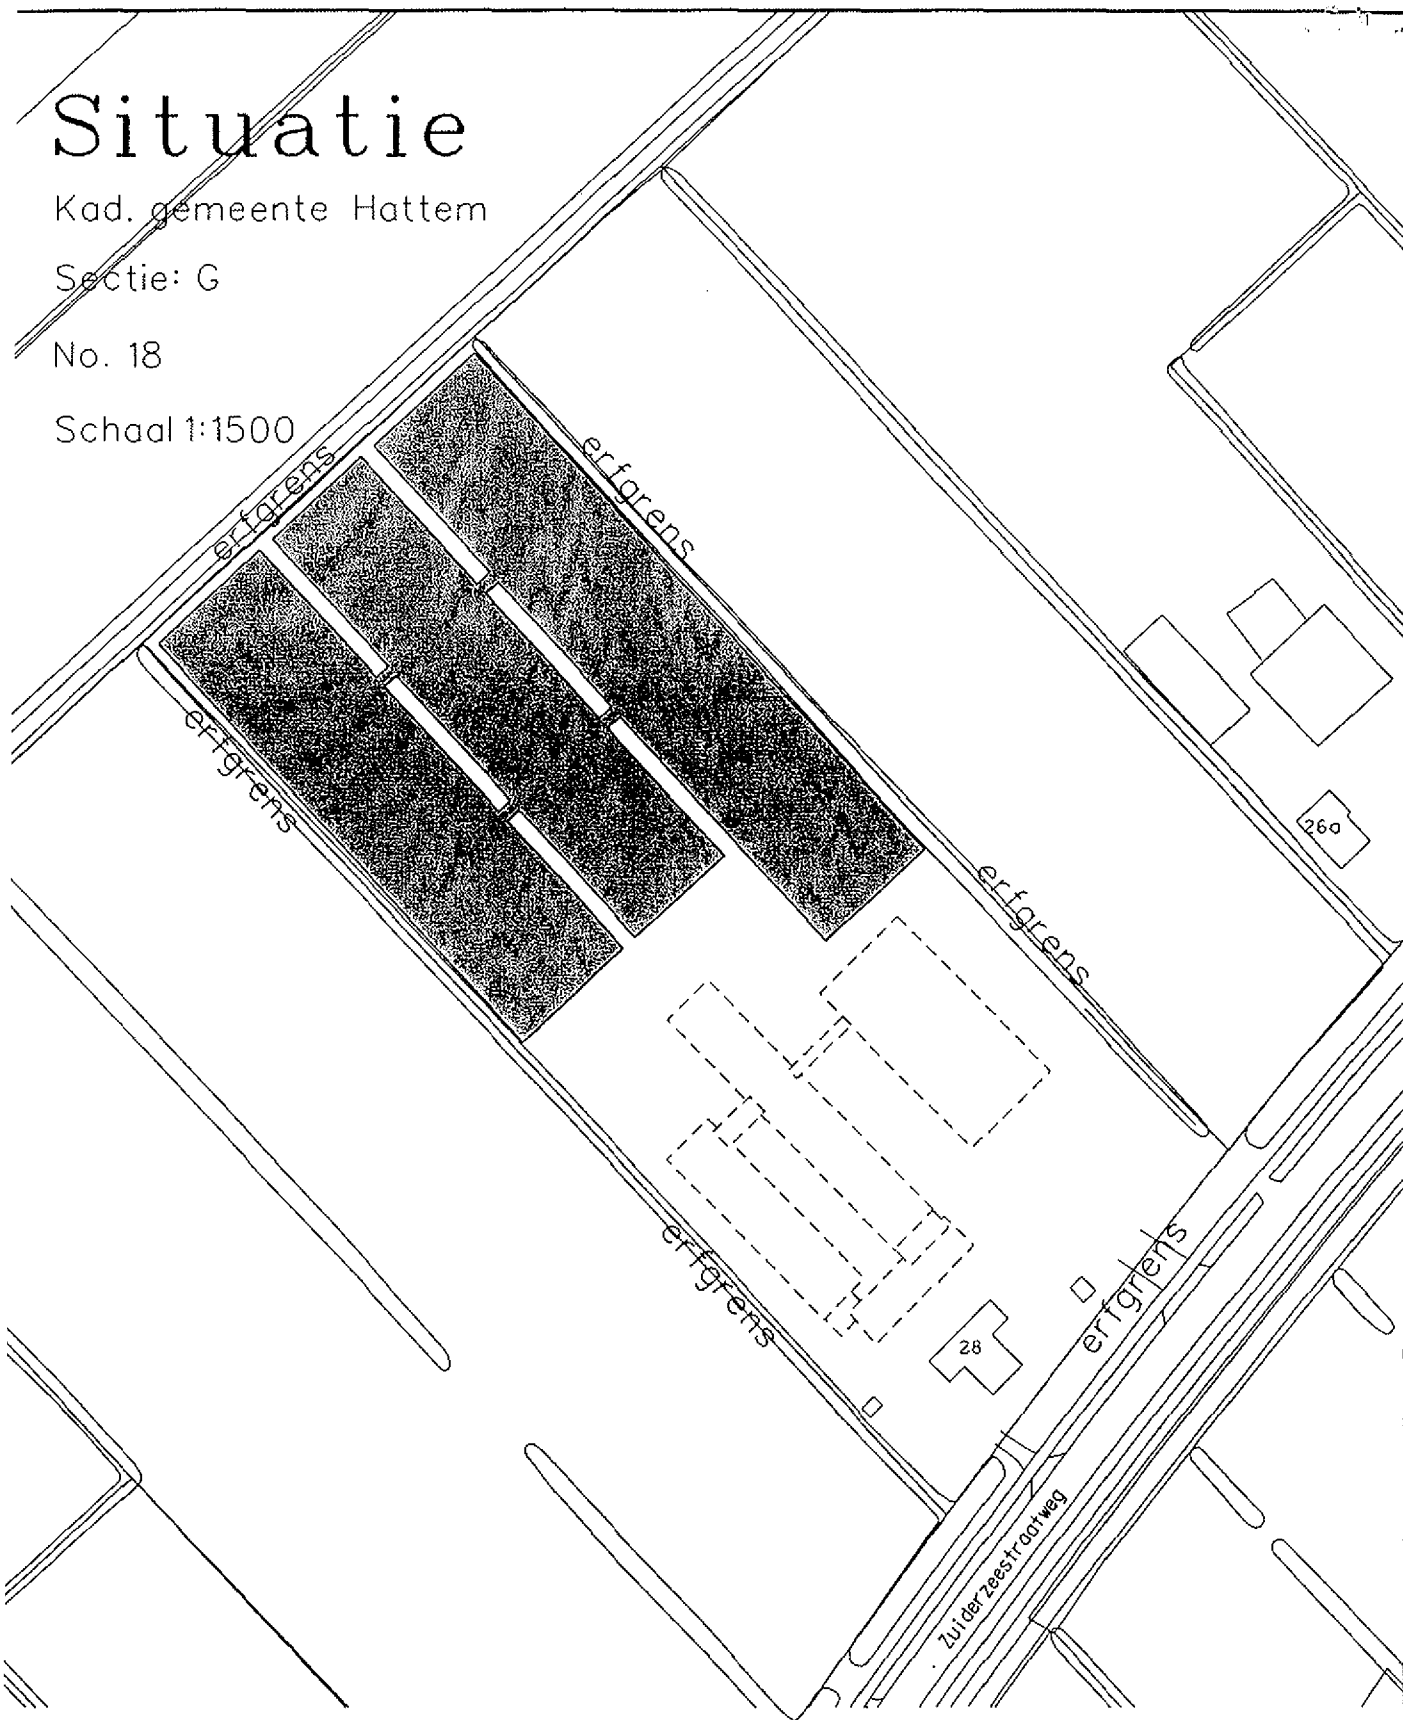 Situatie
Kad. gemeente Hattem
Sectie: G
No. 18
Schaal 1:1500
erfgrens
erfgrens
erfgrens
26a
erfgrens
erfgrens
erfgrens
28
Zuiderzeestraatweg